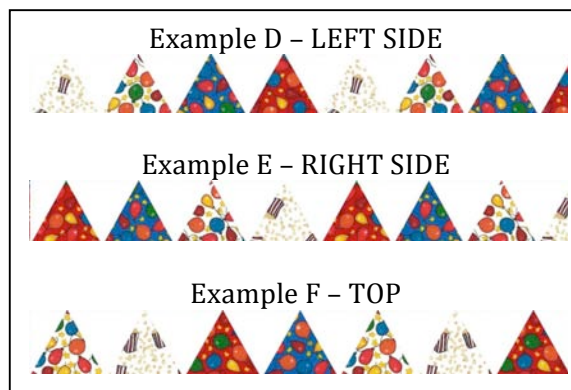 Example D – LEFT SIDE
Example E – RIGHT SIDE
Example F – TOP